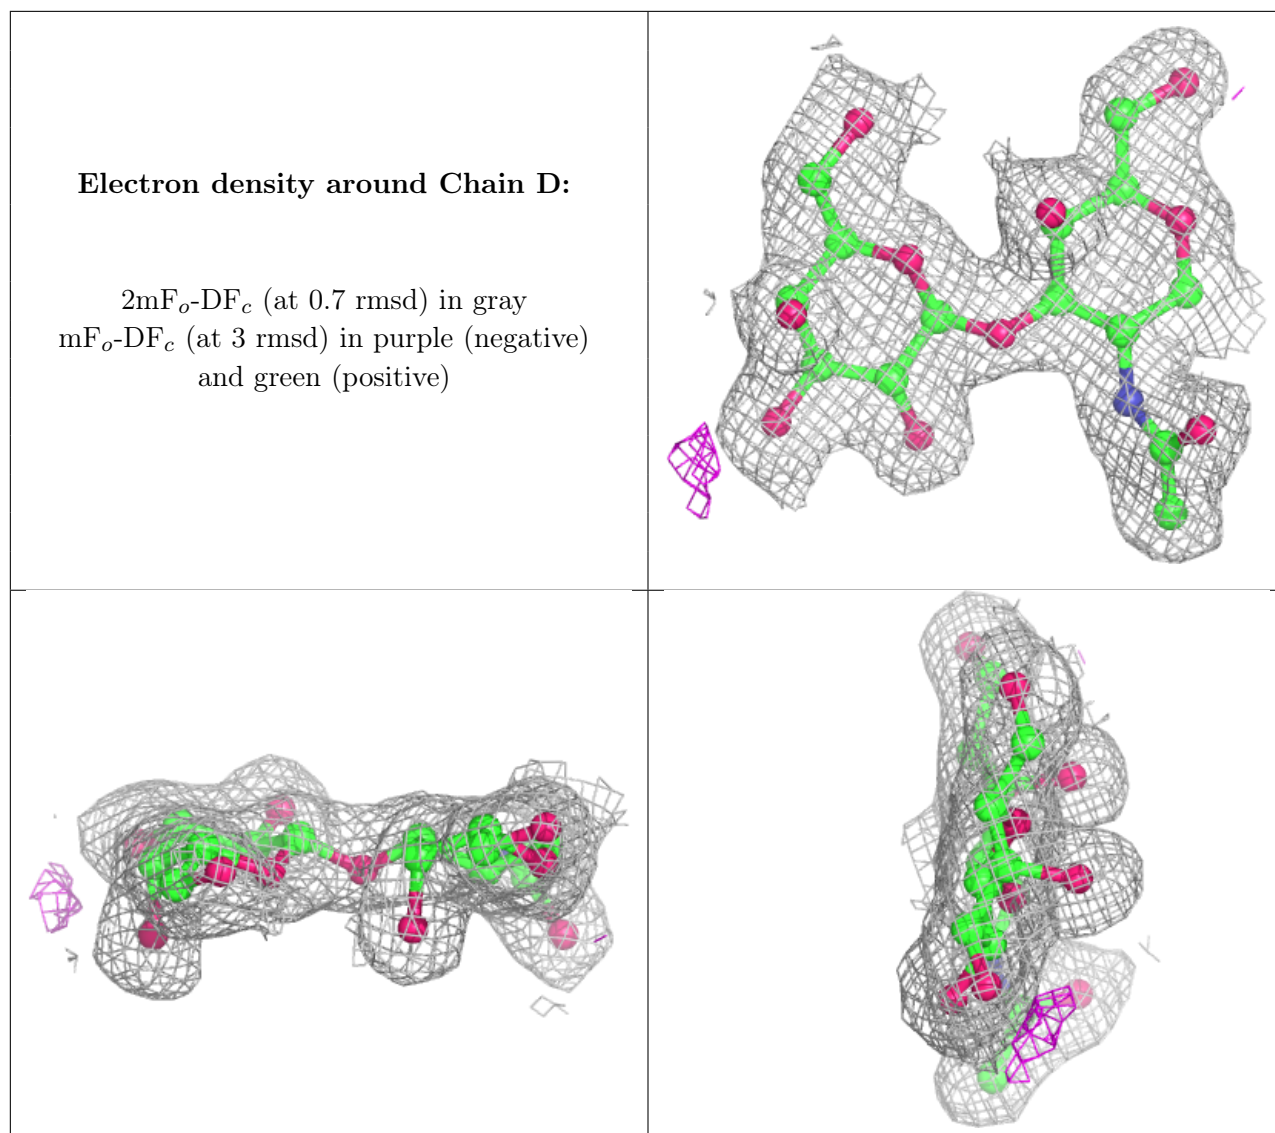 Electron density around Chain D:
2mFₒ-DF𝒸 (at 0.7 rmsd) in gray
mFₒ-DF𝒸 (at 3 rmsd) in purple (negative)
and green (positive)